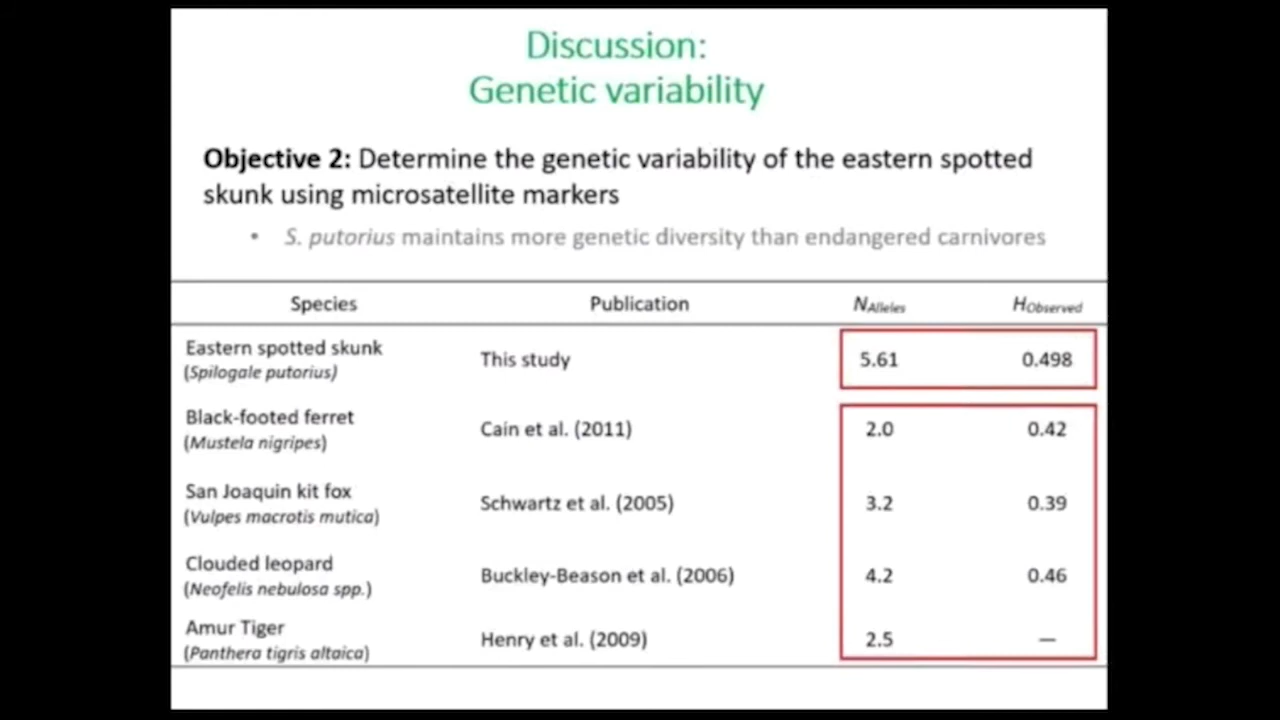 Discussion:
Genetic variability
Objective 2: Determine the genetic variability of the eastern spotted
skunk using microsatellite markers
• S. putorius maintains more genetic diversity than endangered carnivores
Species Publication NAlleles HObserved
Eastern spotted skunk
(Spilogale putorius) This study 5.61 0.498
Black-footed ferret
(Mustela nigripes) Cain et al. (2011) 2.0 0.42
San Joaquin kit fox
(Vulpes macrotis mutica) Schwartz et al. (2005) 3.2 0.39
Clouded leopard
(Neofelis nebulosa spp.) Buckley-Beason et al. (2006) 4.2 0.46
Amur Tiger
(Panthera tigris altaica) Henry et al. (2009) 2.5 —